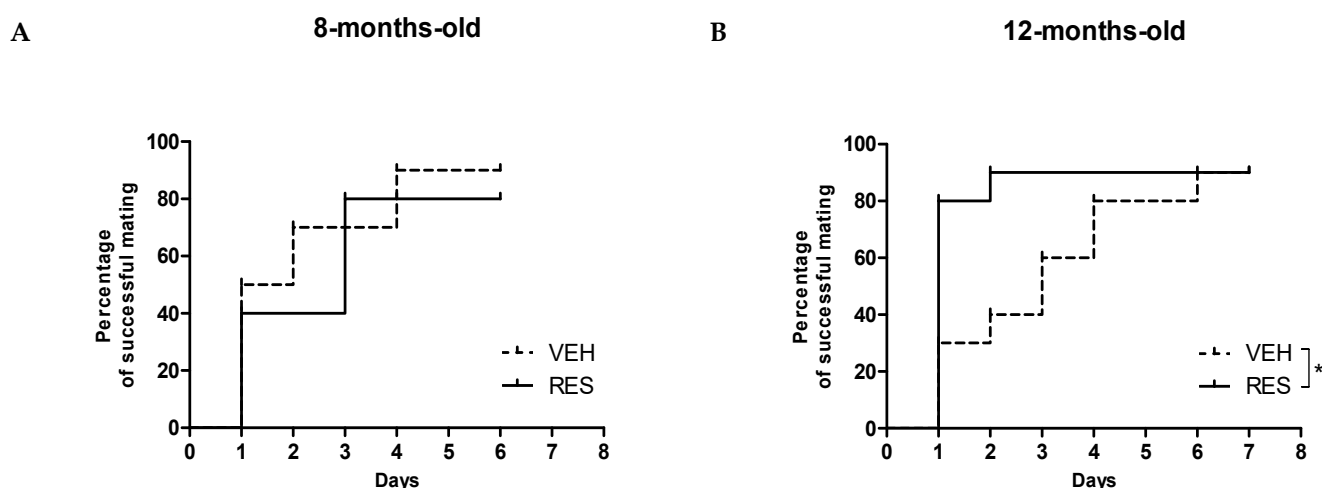 A
8-months-old
Percentage
of successful mating
100
80
60
40
20
0
0 1 2 3 4 5 6 7 8
Days
VEH
RES
B
12-months-old
Percentage
of successful mating
100
80
60
40
20
0
0 1 2 3 4 5 6 7 8
Days
VEH
RES
*